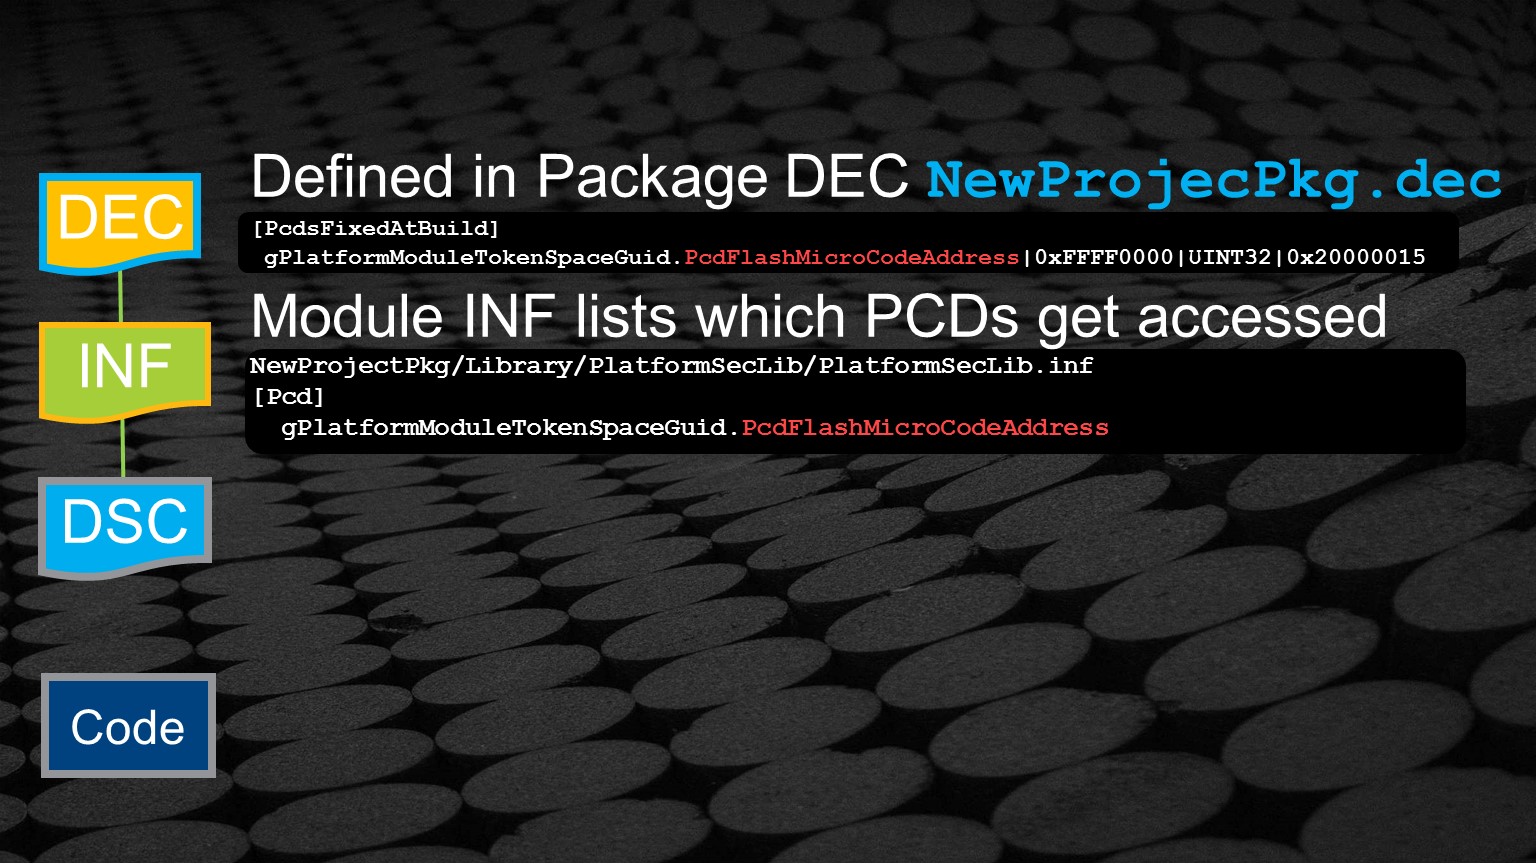 Defined in Package DEC NewProjecPkg.dec
DEC
[PcdsFixedAtBuild]
gPlatformModuleTokenSpaceGuid.PcdFlashMicroCodeAddress|0xFFFF0000|UINT32|0x20000015
Module INF lists which PCDs get accessed
INF
NewProjectPkg/Library/PlatformSecLib/PlatformSecLib.inf
[Pcd]
gPlatformModuleTokenSpaceGuid.PcdFlashMicroCodeAddress
DSC
Code